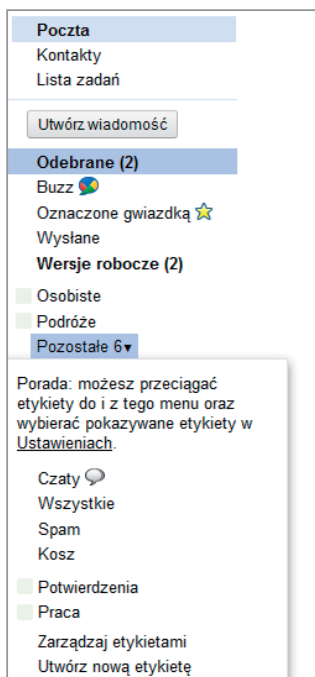 Poczta
Kontakty
Lista zadań
Utwórz wiadomość
Odebrane (2)
Buzz
Oznaczone gwiazdką
Wysłane
Wersje robocze (2)
Osobiste
Podróże
Pozostałe 6▾
Porada: możesz przeciągać
etykiety do i z tego menu oraz
wybierać pokazywane etykiety w
Ustawieniach.
Czaty
Wszystkie
Spam
Kosz
Potwierdzenia
Praca
Zarządzaj etykietami
Utwórz nową etykietę